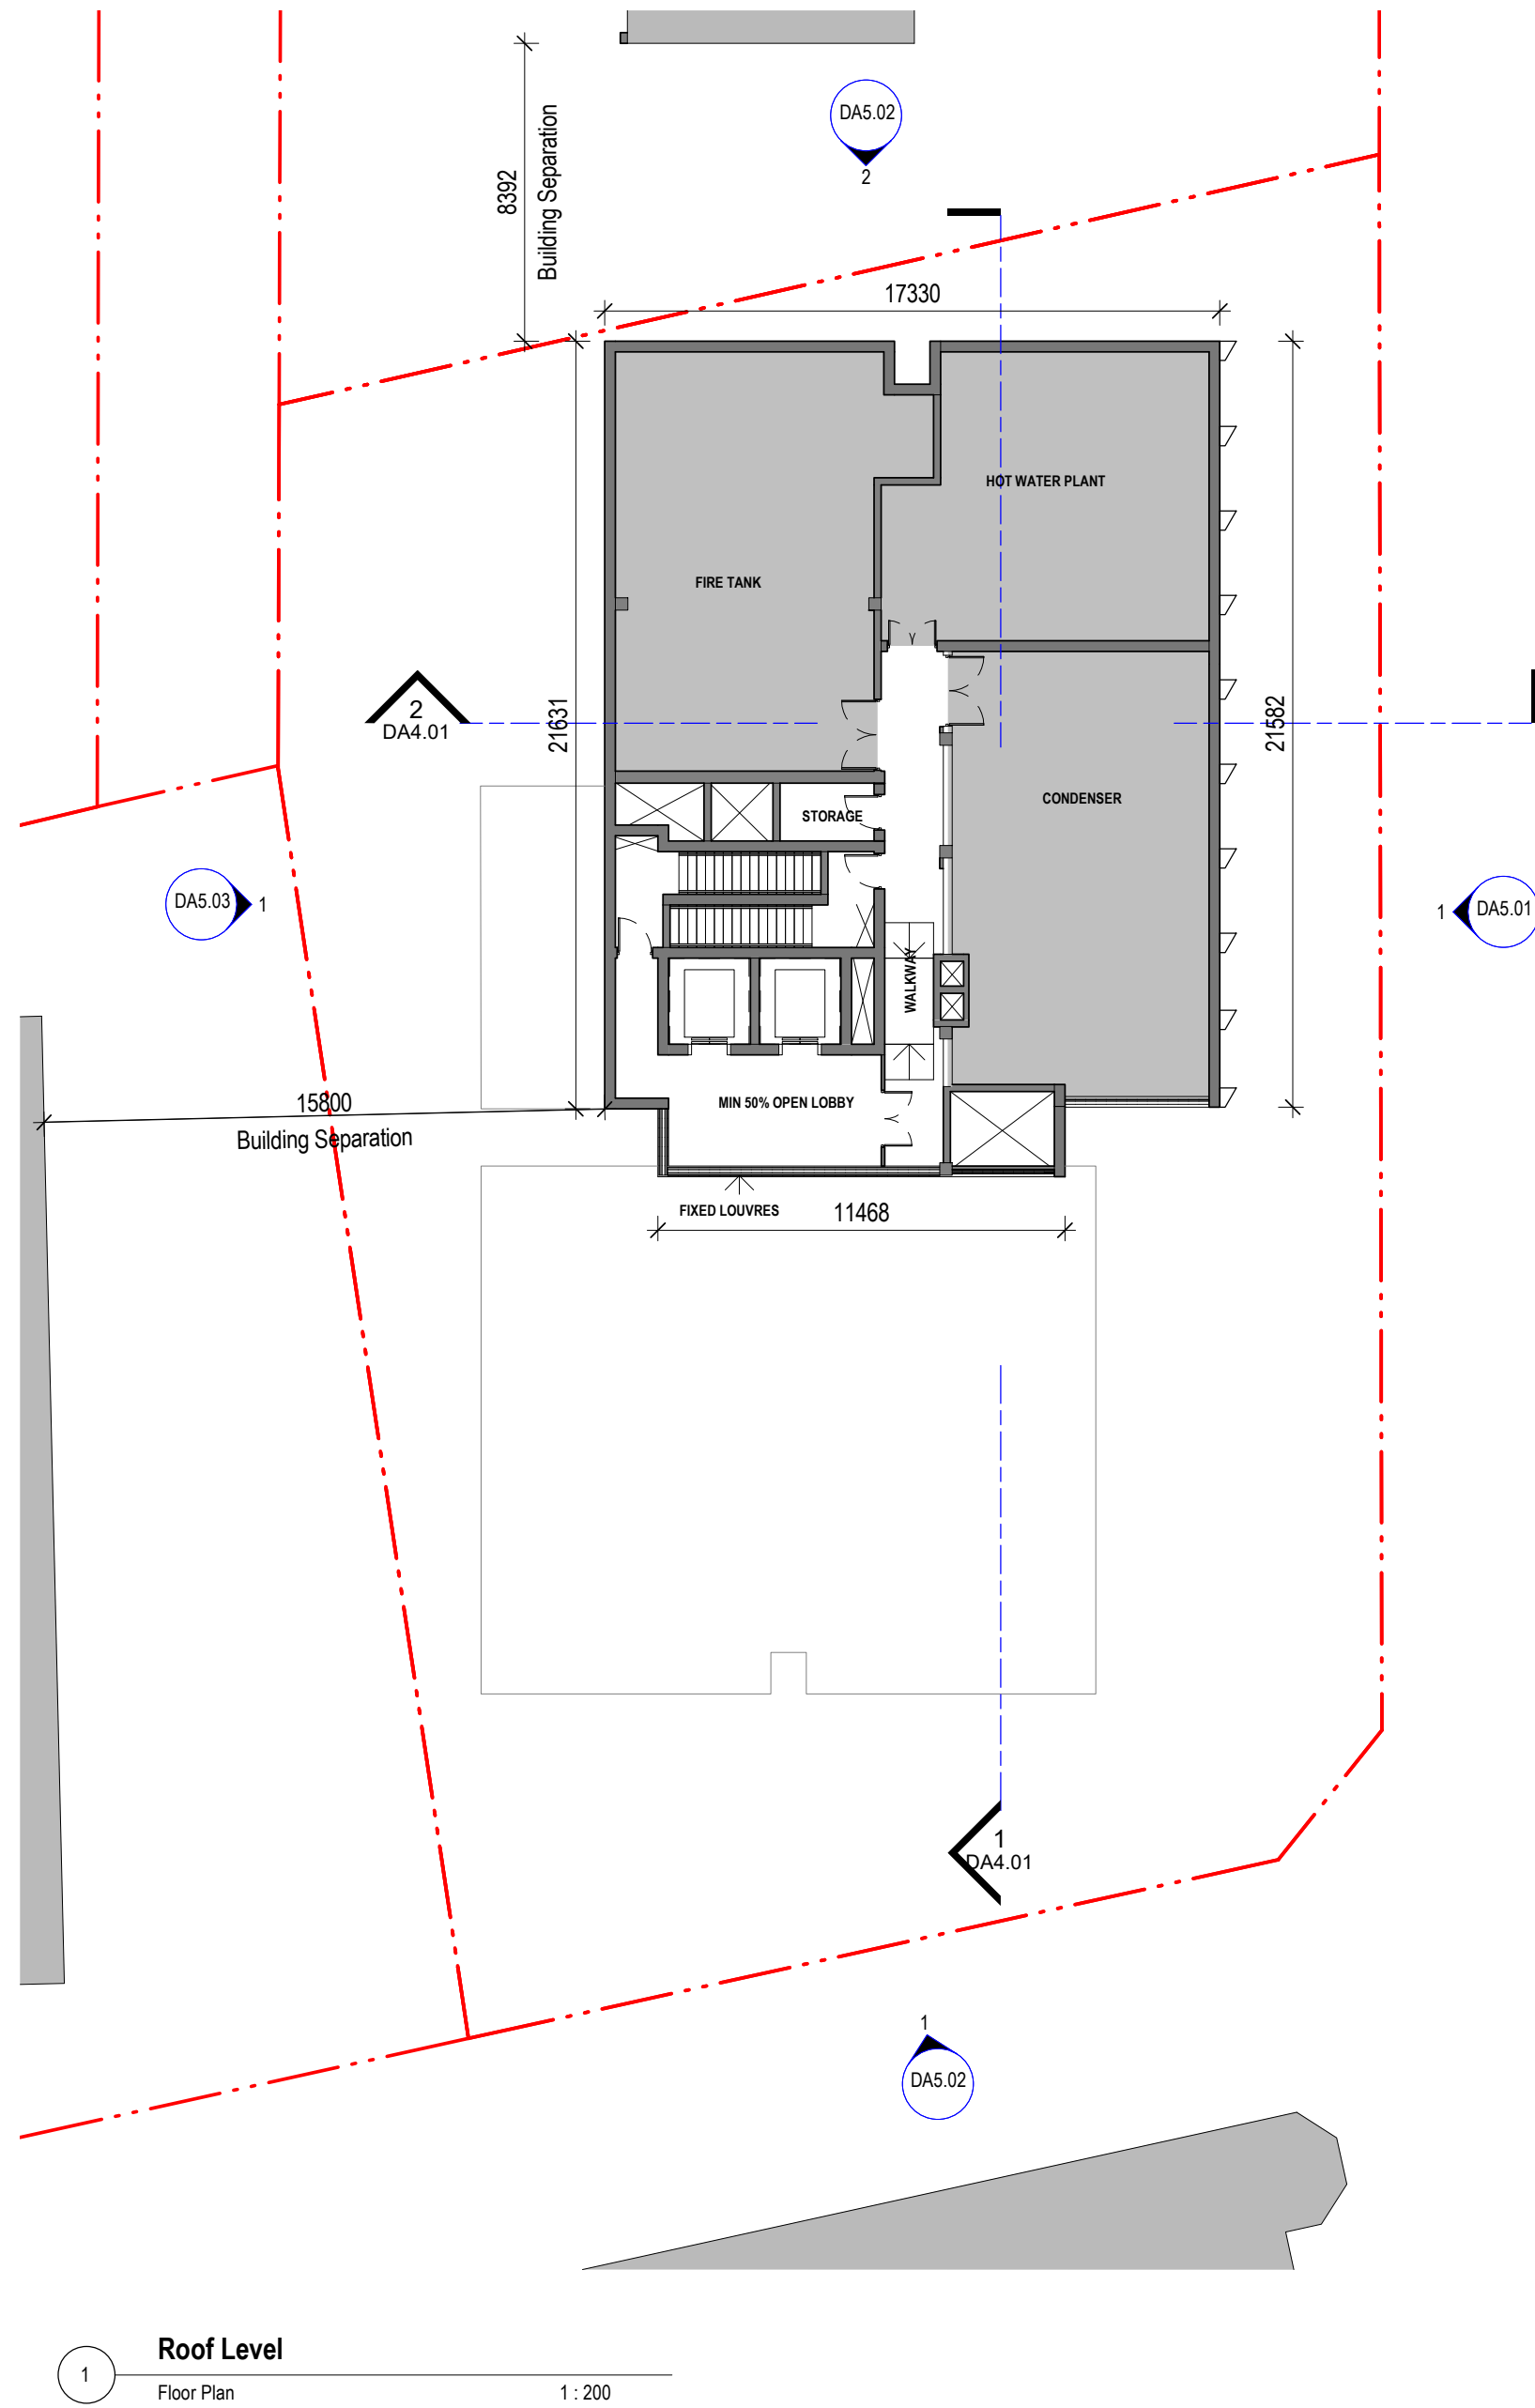 DA5.02
2
8392
Building Separation
17330
HOT WATER PLANT
FIRE TANK
2
DA4.01
21631
21582
CONDENSER
STORAGE
DA5.03
1
1
DA5.01
WALKWAY
15800
Building Separation
MIN 50% OPEN LOBBY
FIXED LOUVRES
11468
1
DA4.01
1
DA5.02
1
Roof Level
Floor Plan
1 : 200